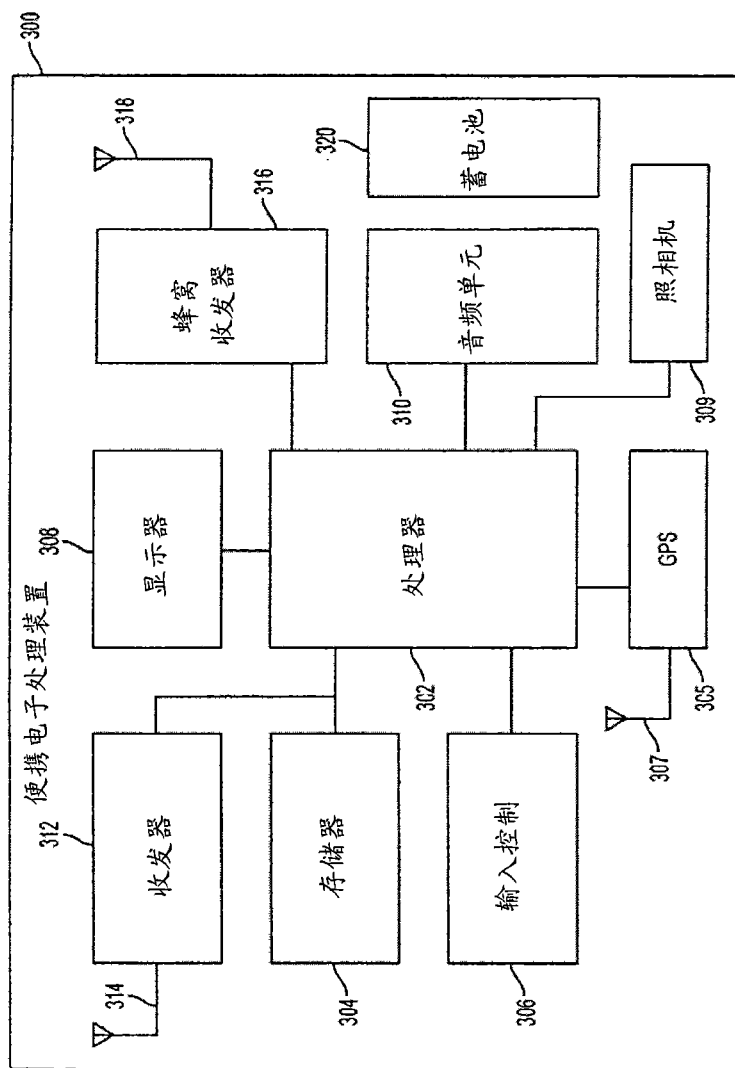 300
便携电子处理装置
312
收发器
314
308
显示器
蜂窝
收发器
316
318
存储器
304
处理器
302
音频单元
310
蓄电池
320
输入控制
306
GPS
305
307
照相机
309